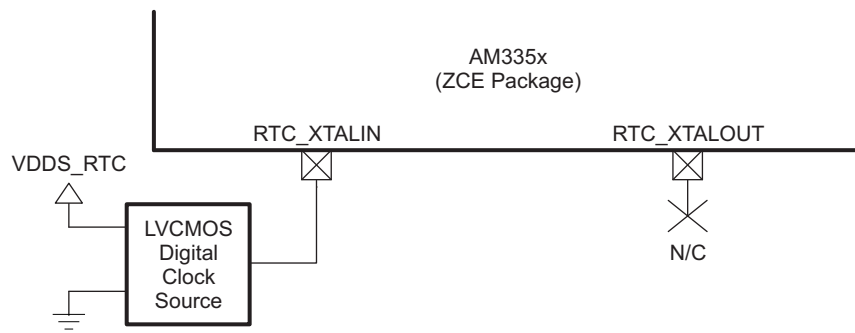 AM335x
(ZCE Package)
RTC_XTALIN
RTC_XTALOUT
VDDS_RTC
LVCMOS
Digital
Clock
Source
N/C